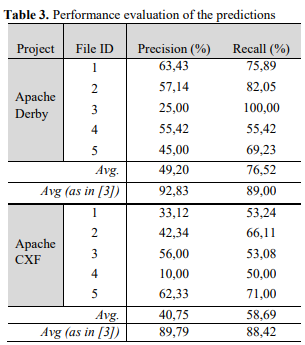 Table 3. Performance evaluation of the predictions
Project File ID Precision (%) Recall (%)
Apache Derby
1 63,43 75,89
2 57,14 82,05
3 25,00 100,00
4 55,42 55,42
5 45,00 69,23
Avg. 49,20 76,52
Avg (as in [3]) 92,83 89,00
Apache CXF
1 33,12 53,24
2 42,34 66,11
3 56,00 53,08
4 10,00 50,00
5 62,33 71,00
Avg. 40,75 58,69
Avg (as in [3]) 89,79 88,42